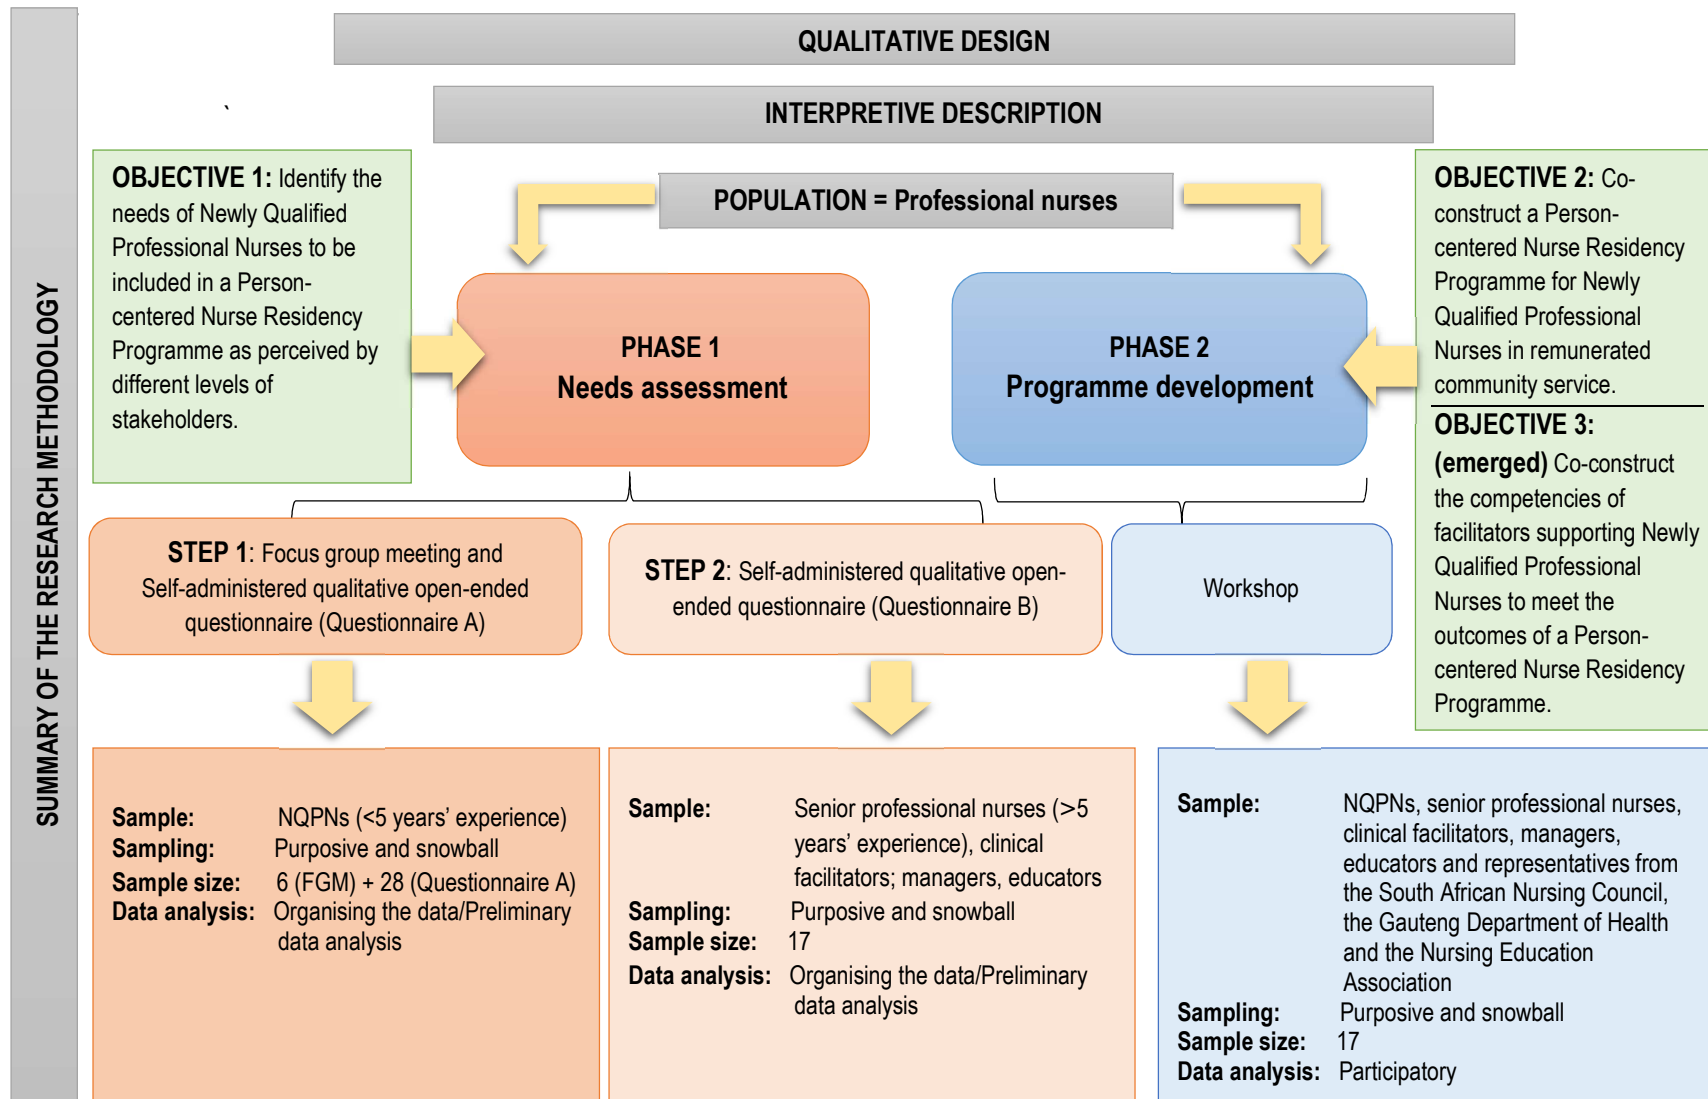 SUMMARY OF THE RESEARCH METHODOLOGY
QUALITATIVE DESIGN
INTERPRETIVE DESCRIPTION
POPULATION = Professional nurses
OBJECTIVE 1: Identify the
needs of Newly Qualified
Professional Nurses to be
included in a Person-
centered Nurse Residency
Programme as perceived by
different levels of
stakeholders.
PHASE 1
Needs assessment
PHASE 2
Programme development
OBJECTIVE 2: Co-
construct a Person-
centered Nurse Residency
Programme for Newly
Qualified Professional
Nurses in remunerated
community service.
OBJECTIVE 3:
(emerged) Co-construct
the competencies of
facilitators supporting Newly
Qualified Professional
Nurses to meet the
outcomes of a Person-
centered Nurse Residency
Programme.
STEP 1: Focus group meeting and
Self-administered qualitative open-ended
questionnaire (Questionnaire A)
STEP 2: Self-administered qualitative open-
ended questionnaire (Questionnaire B)
Workshop
Sample: NQPNs (<5 years’ experience)
Sampling: Purposive and snowball
Sample size: 6 (FGM) + 28 (Questionnaire A)
Data analysis: Organising the data/Preliminary
data analysis
Sample: Senior professional nurses (>5
years’ experience), clinical
facilitators; managers, educators
Sampling: Purposive and snowball
Sample size: 17
Data analysis: Organising the data/Preliminary
data analysis
Sample: NQPNs, senior professional nurses,
clinical facilitators, managers,
educators and representatives from
the South African Nursing Council,
the Gauteng Department of Health
and the Nursing Education
Association
Sampling: Purposive and snowball
Sample size: 17
Data analysis: Participatory